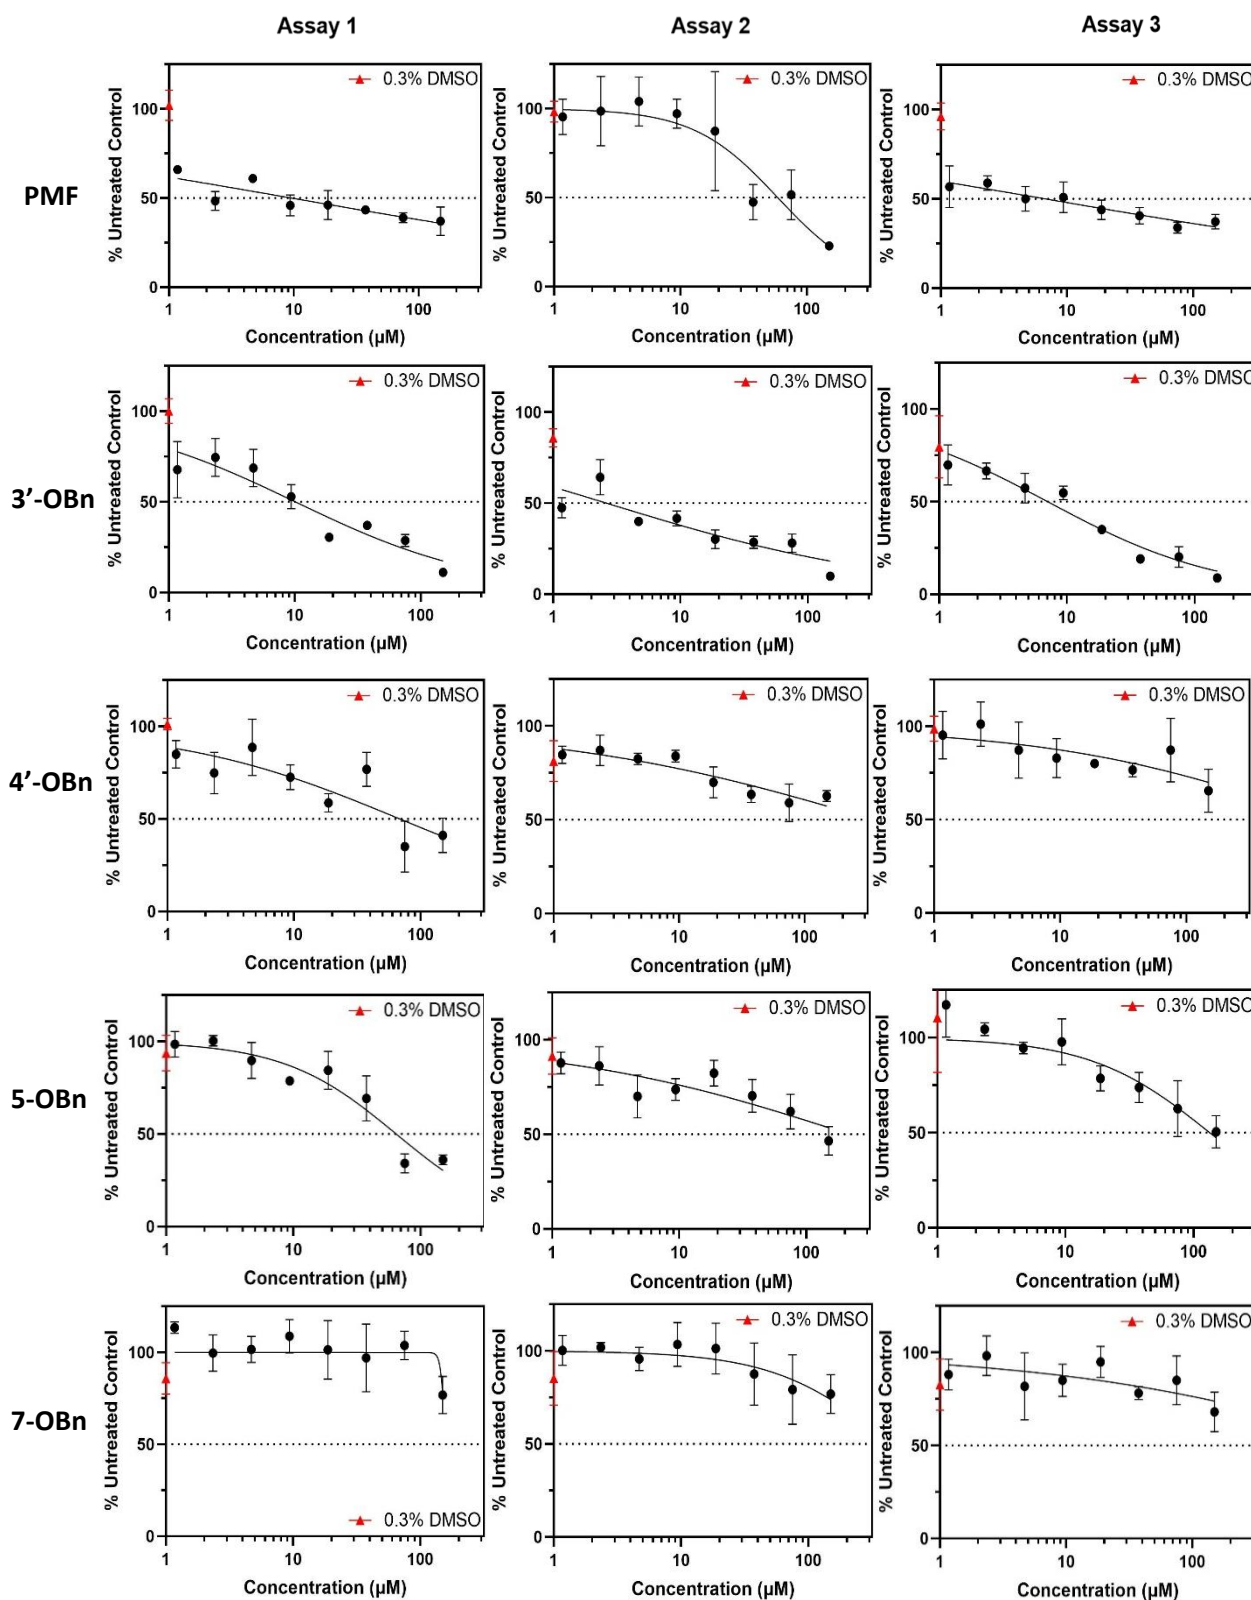 Assay 1 Assay 2 Assay 3
PMF
% Untreated Control
100
50
0
0.3% DMSO
1 10 100
Concentration (µM)
% Untreated Control
100
50
0
0.3% DMSO
1 10 100
Concentration (µM)
% Untreated Control
100
50
0
0.3% DMSO
1 10 100
Concentration (µM)
3’-OBn
% Untreated Control
100
50
0
0.3% DMSO
1 10 100
Concentration (µM)
% Untreated Control
100
50
0
0.3% DMSO
1 10 100
Concentration (µM)
% Untreated Control
100
50
0
0.3% DMSO
1 10 100
Concentration (µM)
4’-OBn
% Untreated Control
100
50
0
0.3% DMSO
1 10 100
Concentration (µM)
% Untreated Control
100
50
0
0.3% DMSO
1 10 100
Concentration (µM)
% Untreated Control
100
50
0
0.3% DMSO
1 10 100
Concentration (µM)
5-OBn
% Untreated Control
100
50
0
0.3% DMSO
1 10 100
Concentration (µM)
% Untreated Control
100
50
0
0.3% DMSO
1 10 100
Concentration (µM)
% Untreated Control
100
50
0
0.3% DMSO
1 10 100
Concentration (µM)
7-OBn
% Untreated Control
100
50
0
0.3% DMSO
1 10 100
Concentration (µM)
% Untreated Control
100
50
0
0.3% DMSO
1 10 100
Concentration (µM)
% Untreated Control
100
50
0
0.3% DMSO
1 10 100
Concentration (µM)